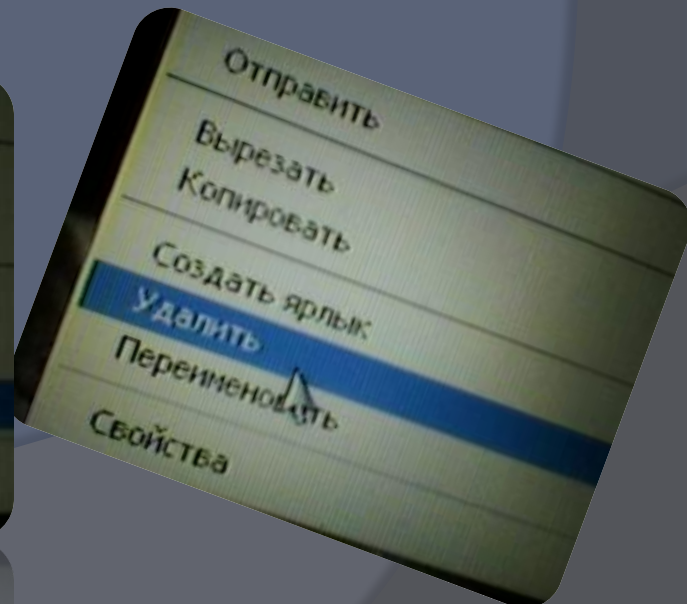 Отправить
Вырезать
Копировать
Создать ярлык
Удалить
Переименовать
Свойства